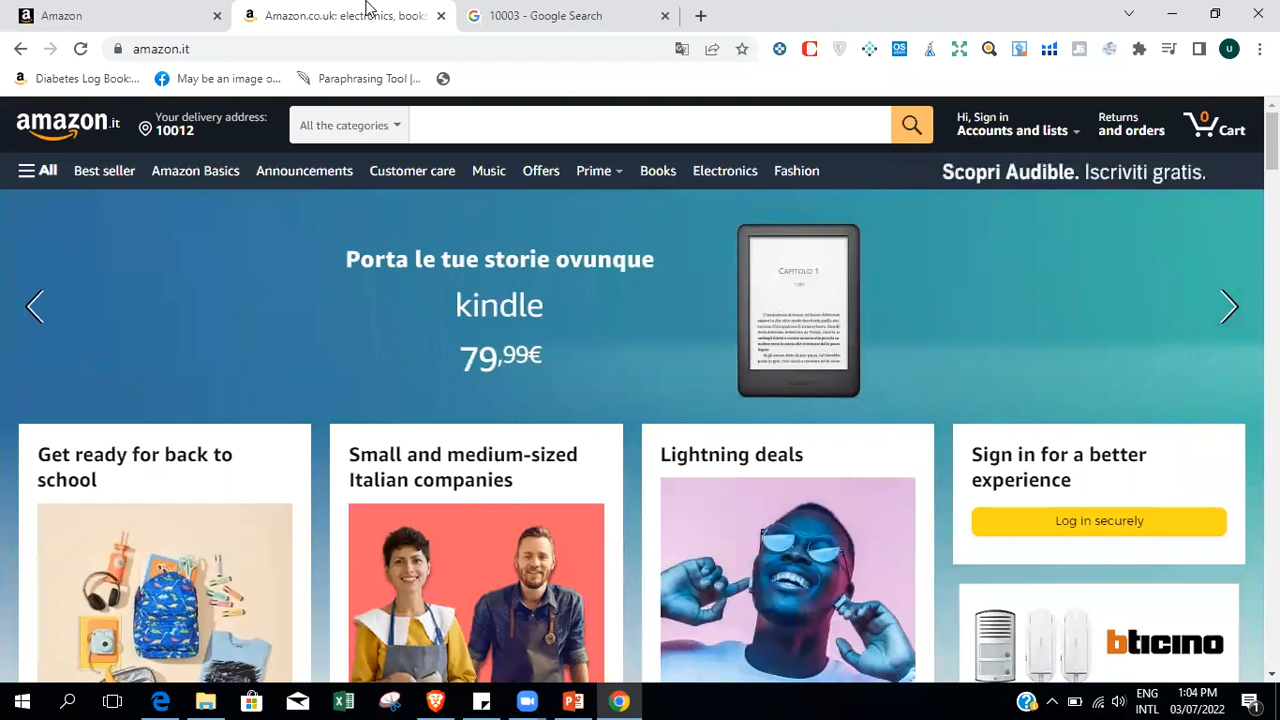 Amazon
Amazon.co.uk: electronics, books
10003 - Google Search
amazon.it
Diabetes Log Book:...
May be an image o...
Paraphrasing Tool |...
amazon.it
Your delivery address:
10012
All the categories
Hi, Sign in
Accounts and lists
Returns
and orders
0
Cart
All
Best seller
Amazon Basics
Announcements
Customer care
Music
Offers
Prime
Books
Electronics
Fashion
Scopri Audible. Iscriviti gratis.
Porta le tue storie ovunque
kindle
79,99€
CAPITOLO 1
Get ready for back to
school
Small and medium-sized
Italian companies
Lightning deals
Sign in for a better
experience
Log in securely
bticino
ENG
INTL
1:04 PM
03/07/2022